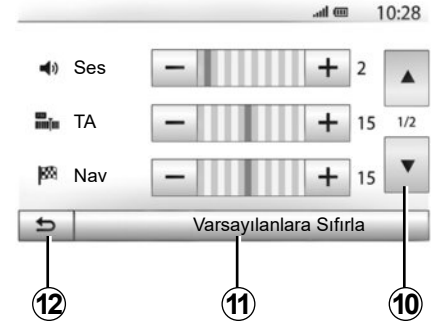 10:28
Ses − + 2 ▲
TA − + 15 1/2
Nav − + 15 ▼
Varsayılanlara Sıfırla
12 11 10